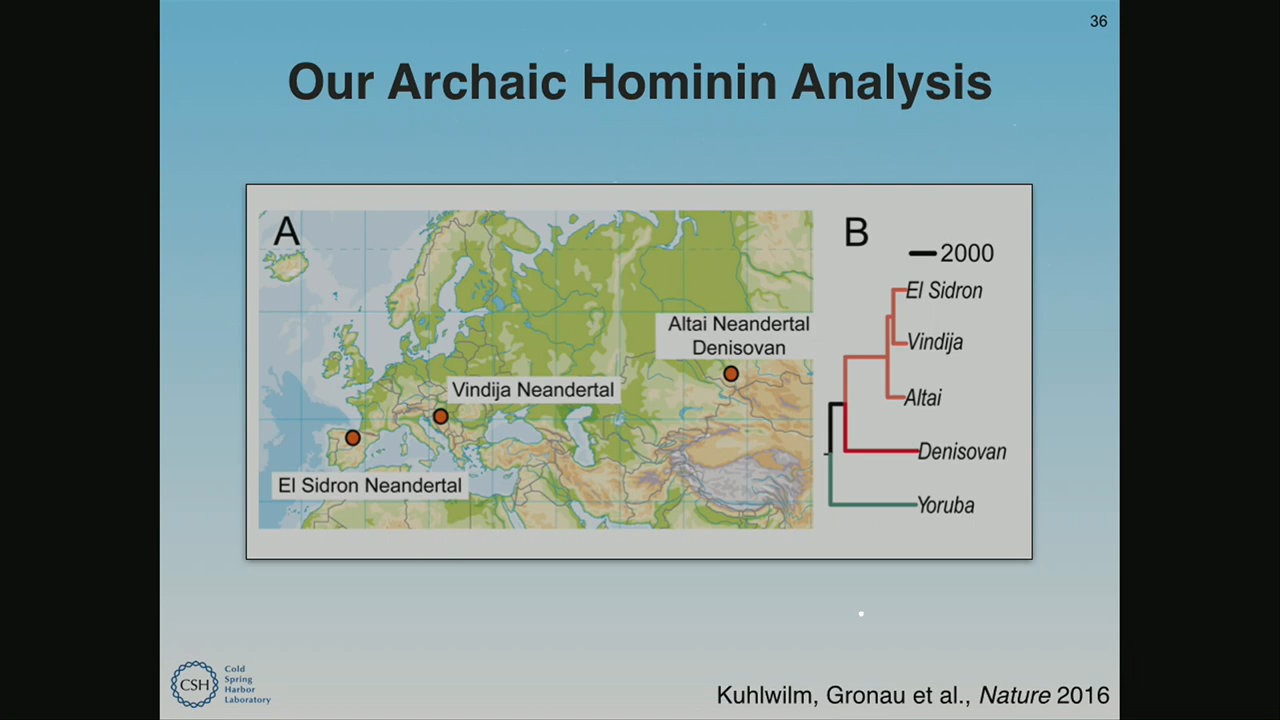 36
Our Archaic Hominin Analysis
A
Altai Neandertal
Denisovan
Vindija Neandertal
El Sidron Neandertal
B
2000
El Sidron
Vindija
Altai
Denisovan
Yoruba
CSH
Cold
Spring
Harbor
Laboratory
Kuhlwilm, Gronau et al., Nature 2016